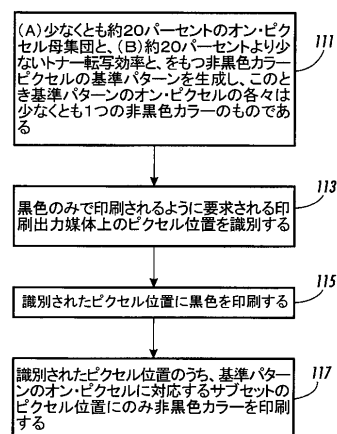 (A)少なくとも約20パーセントのオン・ピク
セル母集団と、(B)約20パーセントより少
ないトナー転写効率と、をもつ非黒色カラー
ピクセルの基準パターンを生成し、このと
き基準パターンのオン・ピクセルの各々は
少なくとも1つの非黒色カラーのものであ
る
111
黒色のみで印刷されるように要求される印
刷出力媒体上のピクセル位置を識別する
113
識別されたピクセル位置に黒色を印刷する
115
識別されたピクセル位置のうち、基準パター
ンのオン・ピクセルに対応するサブセットの
ピクセル位置にのみ非黒色カラーを印刷
する
117